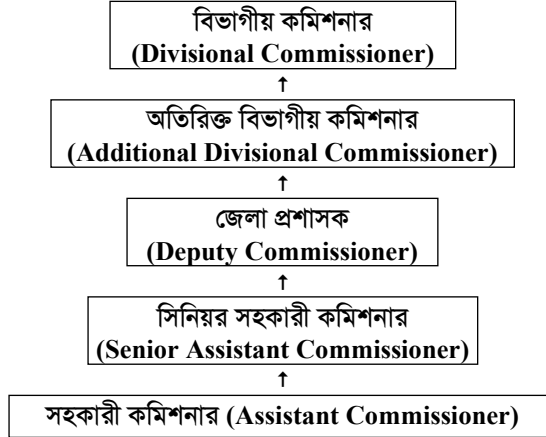 বিভাগীয় কমিশনার
(Divisional Commissioner)
↑
অতিরিক্ত বিভাগীয় কমিশনার
(Additional Divisional Commissioner)
↑
জেলা প্রশাসক
(Deputy Commissioner)
↑
সিনিয়র সহকারী কমিশনার
(Senior Assistant Commissioner)
↑
সহকারী কমিশনার (Assistant Commissioner)